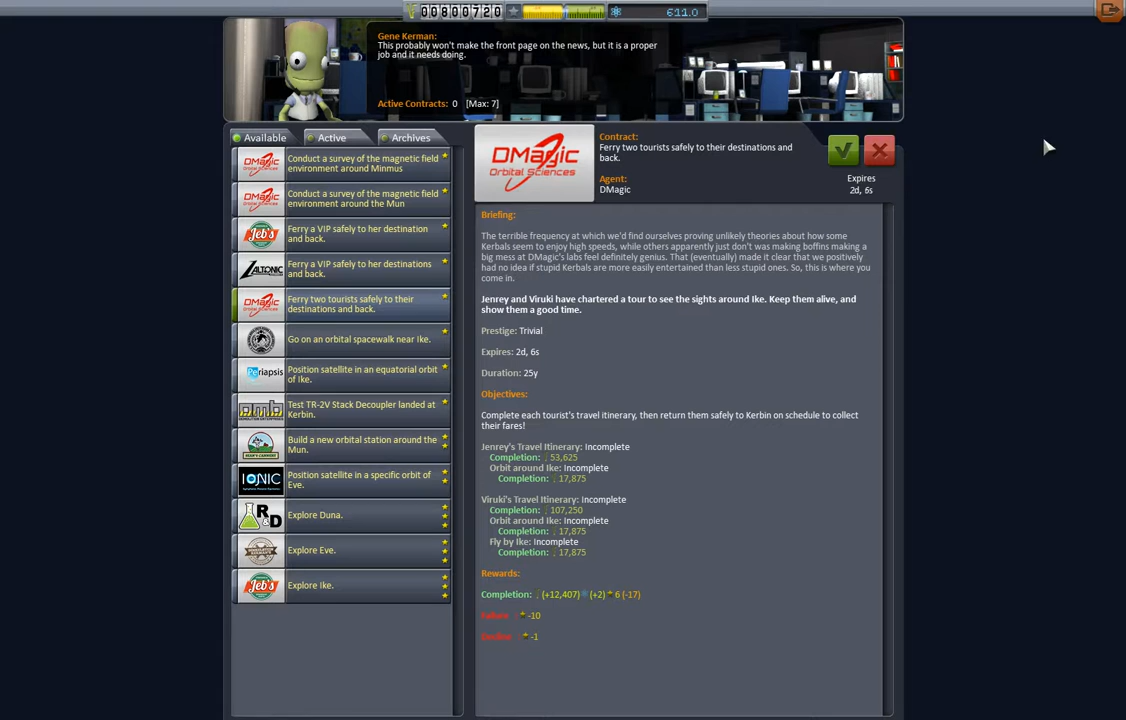 00800720
611.0
Gene Kerman:
This probably won't make the front page on the news, but it is a proper
job and it needs doing.
Active Contracts: 0 [Max: 7]
Available
Active
Archives
DMagic
Conduct a survey of the magnetic field
environment around Minmus
DMagic
Conduct a survey of the magnetic field
environment around the Mun
Jeb's
Ferry a VIP safely to her destination
and back.
ZALTONIC
Ferry a VIP safely to her destinations
and back.
DMagic
Ferry two tourists safely to their
destinations and back.
Go on an orbital spacewalk near Ike.
Periapsis
Position satellite in an equatorial orbit
of Ike.
OMB
Test TR-2V Stack Decoupler landed at
Kerbin.
Build a new orbital station around the
Mun.
IONIC
Position satellite in a specific orbit of
Eve.
R&D
Explore Duna.
Explore Eve.
Jeb's
Explore Ike.
DMagic
Orbital Sciences
Contract:
Ferry two tourists safely to their destinations and
back.
Agent:
DMagic
Expires
2d, 6s
Briefing:
The terrible frequency at which we'd find ourselves proving unlikely theories about how some
Kerbals seem to enjoy high speeds, while others apparently just don't was making boffins making a
big mess at DMagic's labs feel definitely genius. That (eventually) made it clear that we positively
had no idea if stupid Kerbals are more easily entertained than less stupid ones. So, this is where you
come in.
Jenrey and Viruki have chartered a tour to see the sights around Ike. Keep them alive, and
show them a good time.
Prestige: Trivial
Expires: 2d, 6s
Duration: 25y
Objectives:
Complete each tourist's travel itinerary, then return them safely to Kerbin on schedule to collect
their fares!
Jenrey's Travel Itinerary: Incomplete
Completion: 53,625
Orbit around Ike: Incomplete
Completion: 17,875
Viruki's Travel Itinerary: Incomplete
Completion: 107,250
Orbit around Ike: Incomplete
Completion: 17,875
Fly by Ike: Incomplete
Completion: 17,875
Rewards:
Completion: (+12,407) (+2) 6 (-17)
Failure: -10
Decline: -1